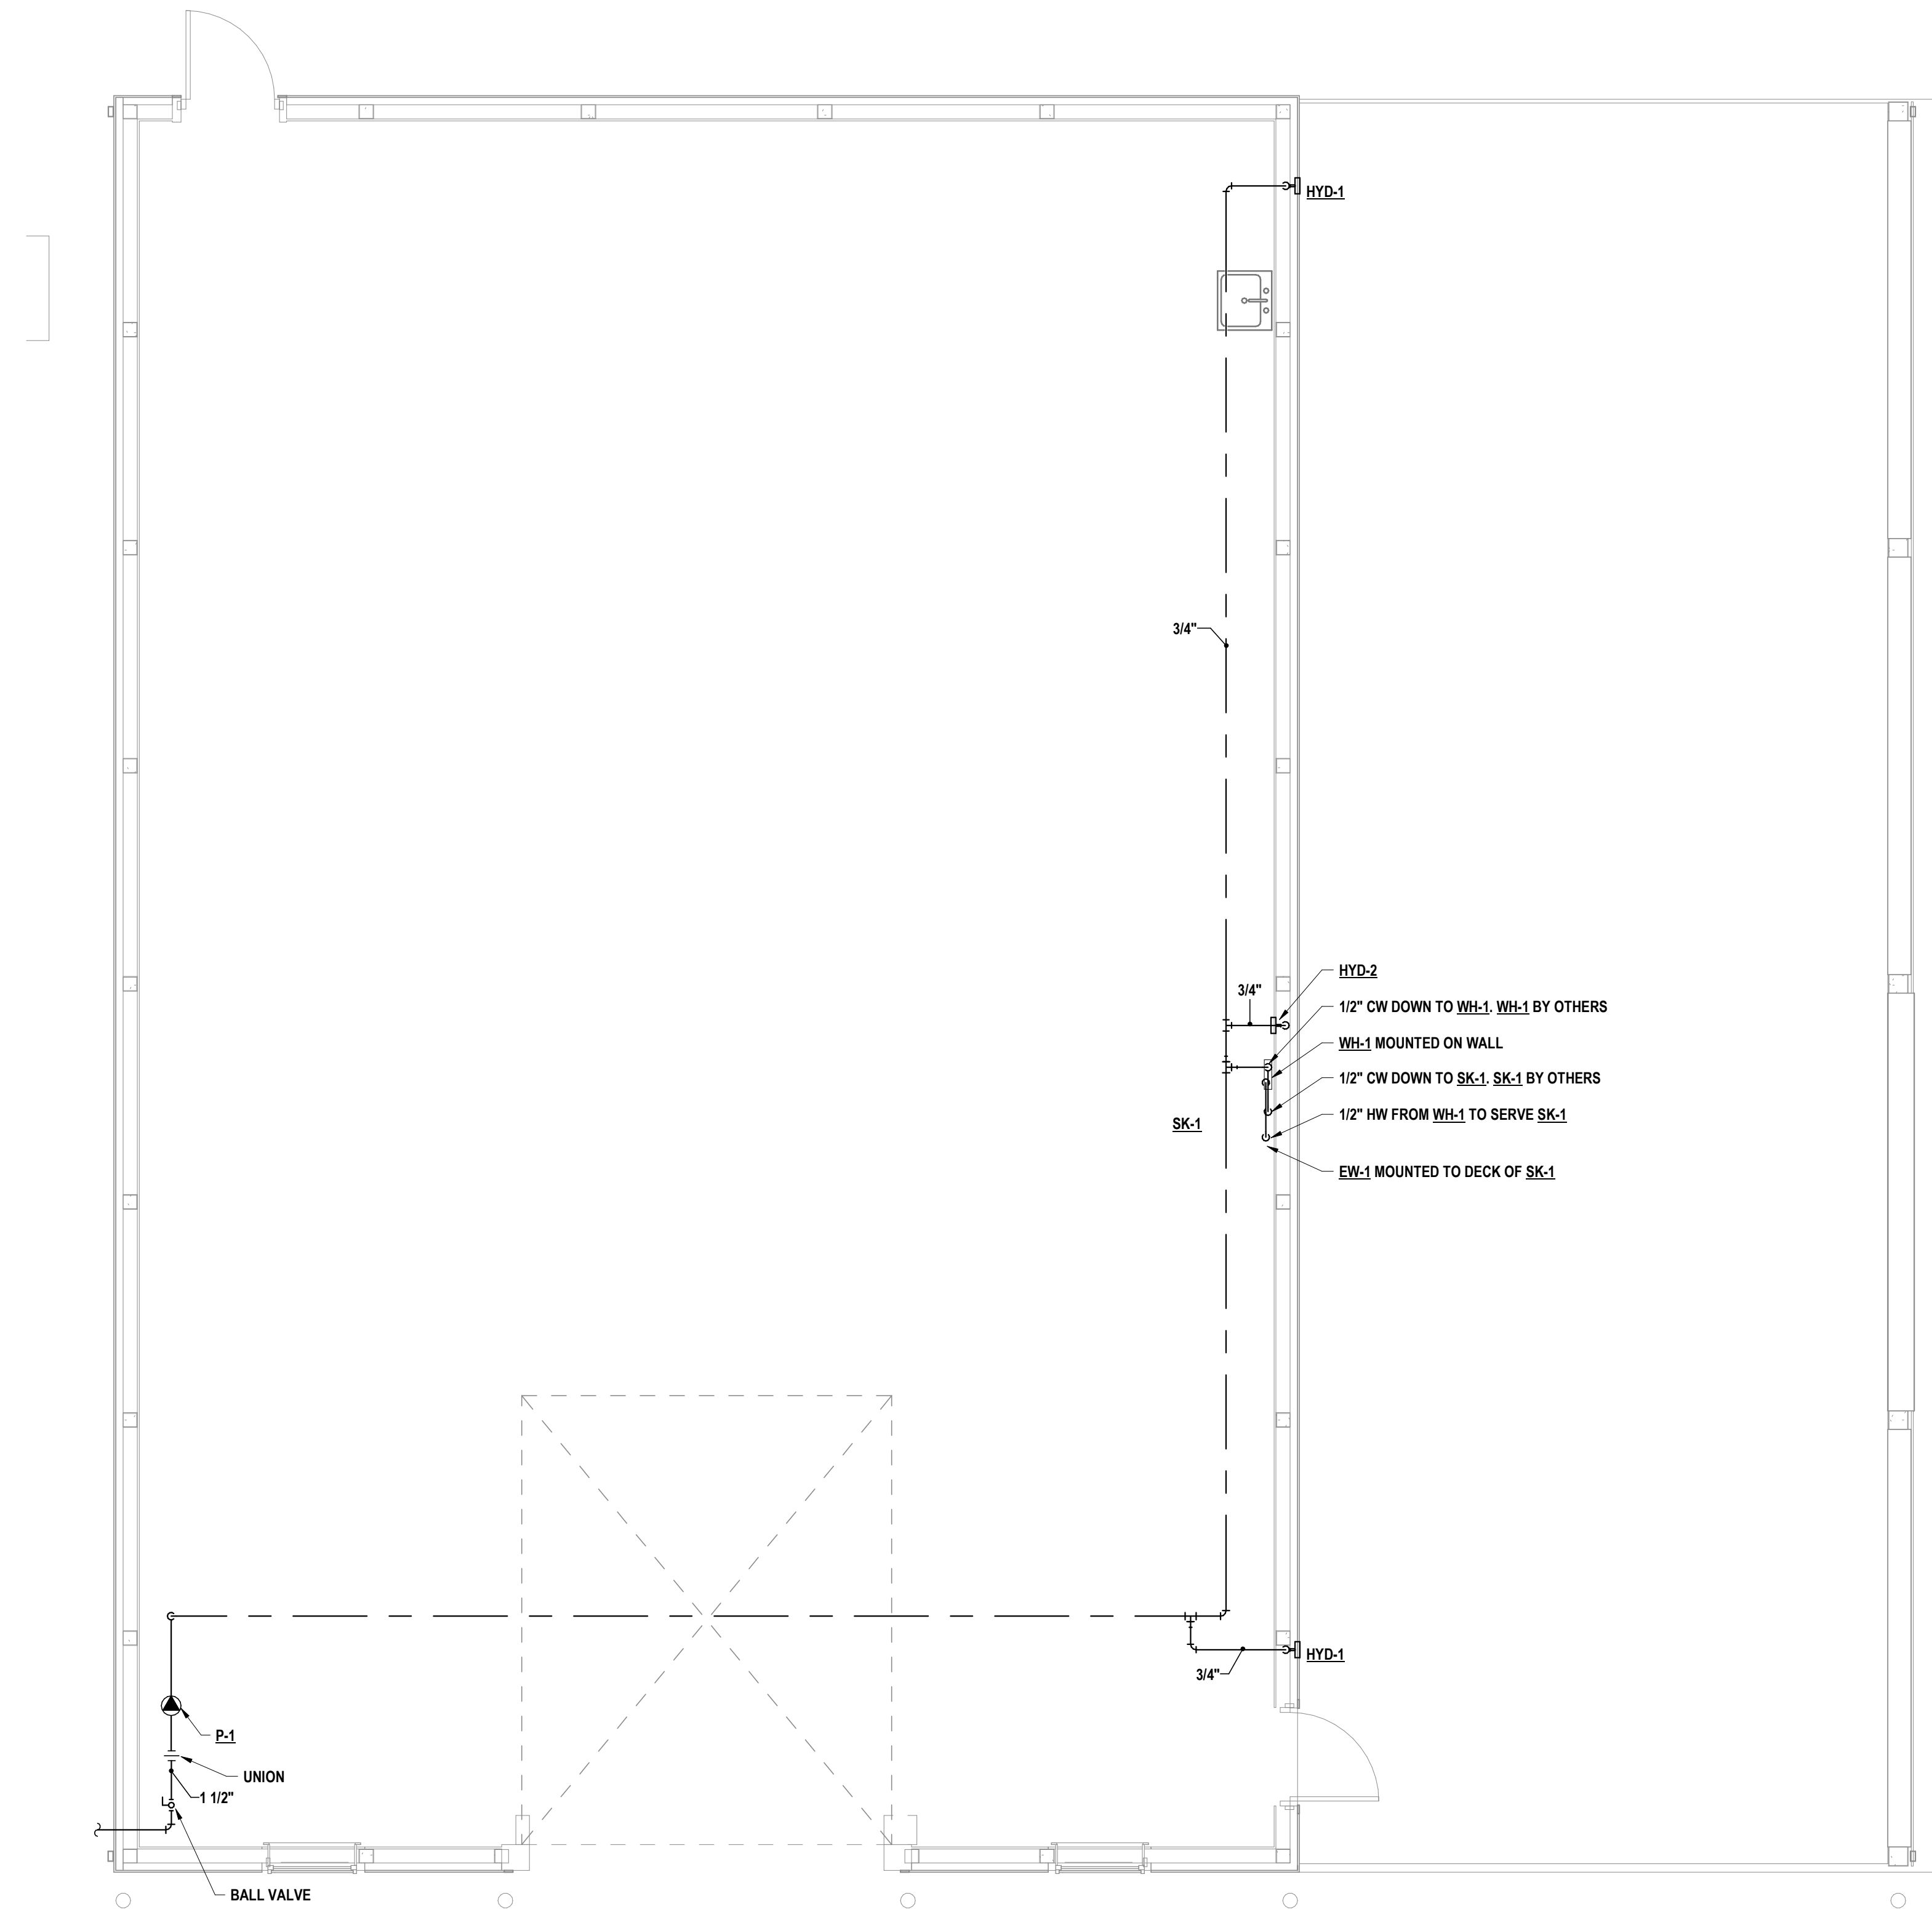 HYD-1
3/4"
HYD-2
3/4"
1/2" CW DOWN TO WH-1. WH-1 BY OTHERS
WH-1 MOUNTED ON WALL
1/2" CW DOWN TO SK-1. SK-1 BY OTHERS
1/2" HW FROM WH-1 TO SERVE SK-1
SK-1
EW-1 MOUNTED TO DECK OF SK-1
HYD-1
3/4"
P-1
UNION
1 1/2"
BALL VALVE